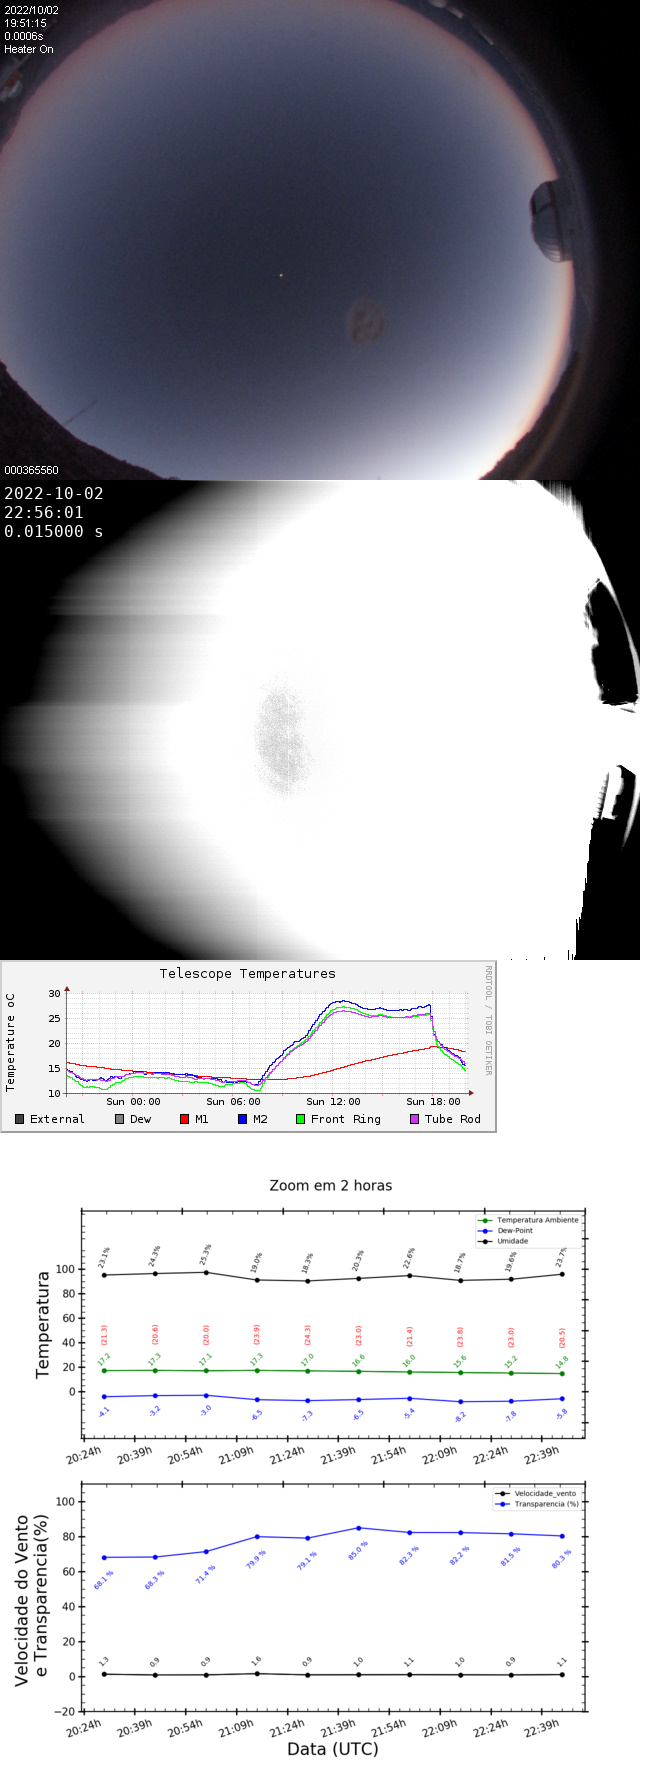 2022/10/02
19:51:15
0.0006s
Heater On
000365560
2022-10-02
22:56:01
0.015000 s
Telescope Temperatures
RRDTOOL / TOBI OETIKER
Temperature oC
30
25
20
15
10
Sun 00:00 Sun 06:00 Sun 12:00 Sun 18:00
External Dew M1 M2 Front Ring Tube Rod
Zoom em 2 horas
Temperatura Ambiente
Dew-Point
Umidade
Temperatura
100
80
60
40
20
0
23.1% 24.3% 25.3% 19.0% 18.3% 20.3% 22.6% 18.7% 19.6% 23.7%
(21.3) (20.6) (20.0) (23.9) (24.3) (23.0) (21.4) (23.8) (23.0) (20.5)
17.2 17.3 17.1 17.3 17.0 16.6 16.0 15.6 15.2 14.8
-4.1 -3.2 -3.0 -6.5 -7.3 -6.5 -5.4 -8.2 -7.8 -5.8
20:24h 20:39h 20:54h 21:09h 21:24h 21:39h 21:54h 22:09h 22:24h 22:39h
Velocidade_vento
Transparencia (%)
Velocidade do Vento
e Transparencia(%)
100
80
60
40
20
0
−20
68.1 % 68.3 % 71.4 % 79.9 % 79.1 % 85.0 % 82.3 % 82.2 % 81.5 % 80.3 %
1.3 0.9 0.9 1.6 0.9 1.0 1.1 1.0 0.9 1.1
20:24h 20:39h 20:54h 21:09h 21:24h 21:39h 21:54h 22:09h 22:24h 22:39h
Data (UTC)